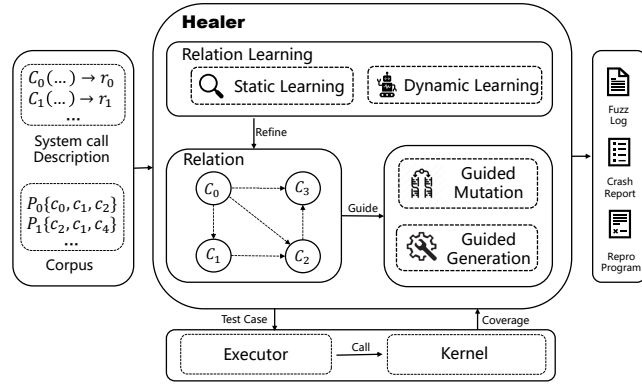 Healer
Relation Learning
Static Learning
Dynamic Learning
C₀(...) → r₀
C₁(...) → r₁
...
System call
Description
P₀{c₀, c₁, c₂}
P₁{c₂, c₁, c₄}
...
Corpus
Refine
Relation
C₀
C₃
C₁
C₂
Guide
Guided
Mutation
Guided
Generation
Fuzz
Log
Crash
Report
Repro
Program
Test Case
Coverage
Executor
Call
Kernel